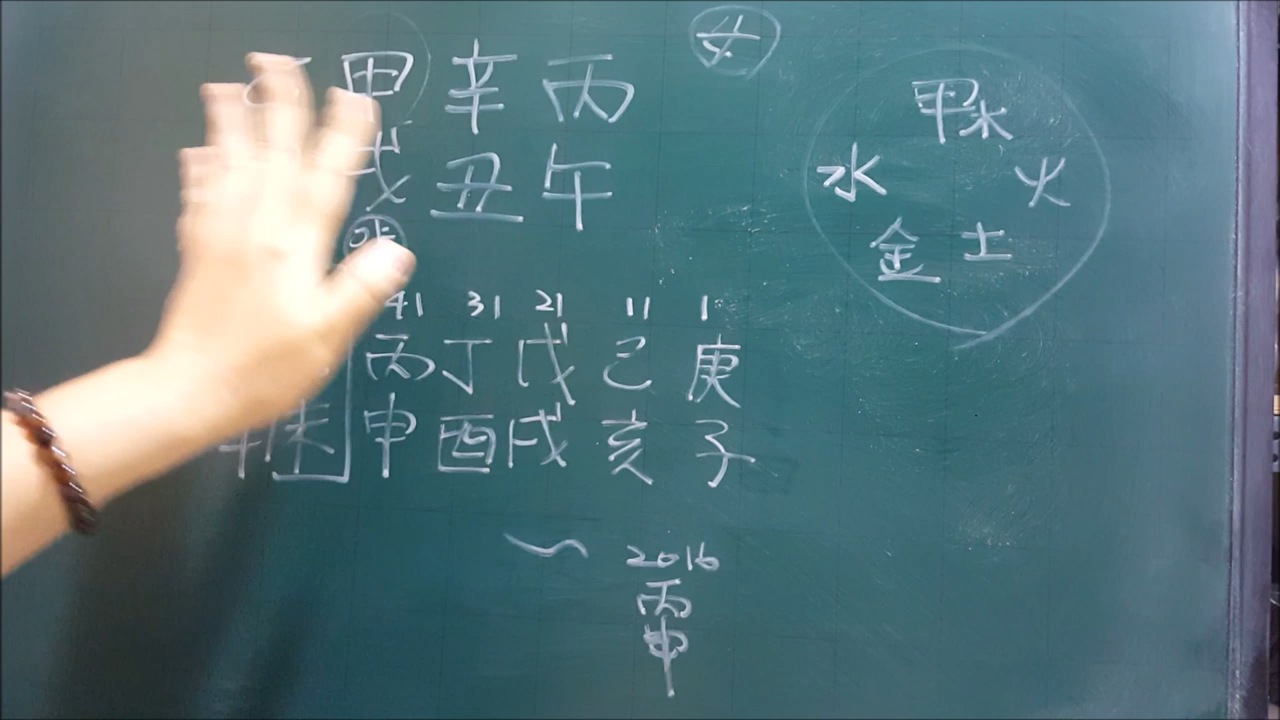 女
甲 辛 丙
戌 丑 午
41 31 21 11 1
丙 丁 戊 己 庚
未 申 酉 戌 亥 子
2016
丙
申
甲木
水 火
金 土